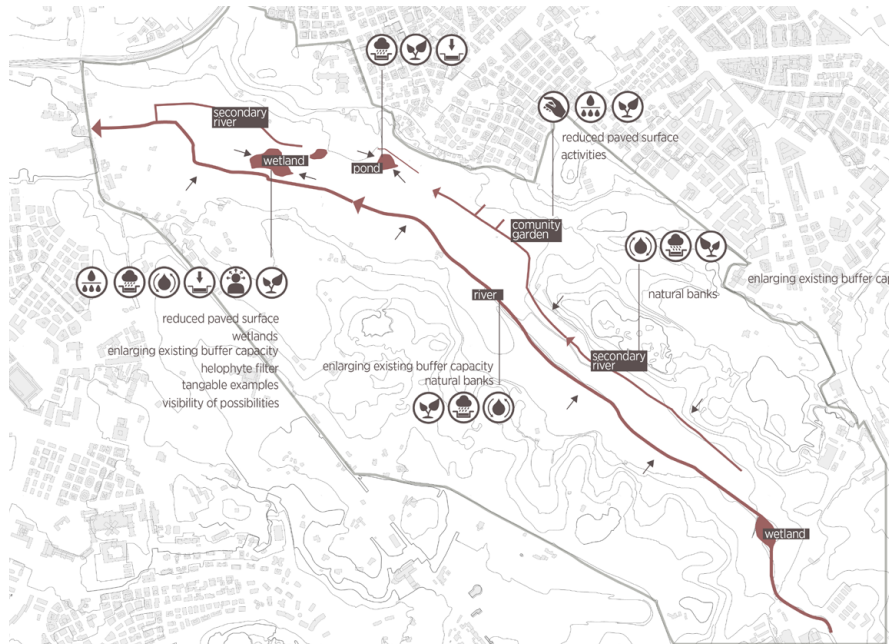 secondary
river
wetland
pond
reduced paved surface
activities
comunity
garden
enlarging existing buffer cap
natural banks
river
reduced paved surface
wetlands
enlarging existing buffer capacity
helophyte filter
tangable examples
visibility of possibilities
enlarging existing buffer capacity
natural banks
secondary
river
wetland